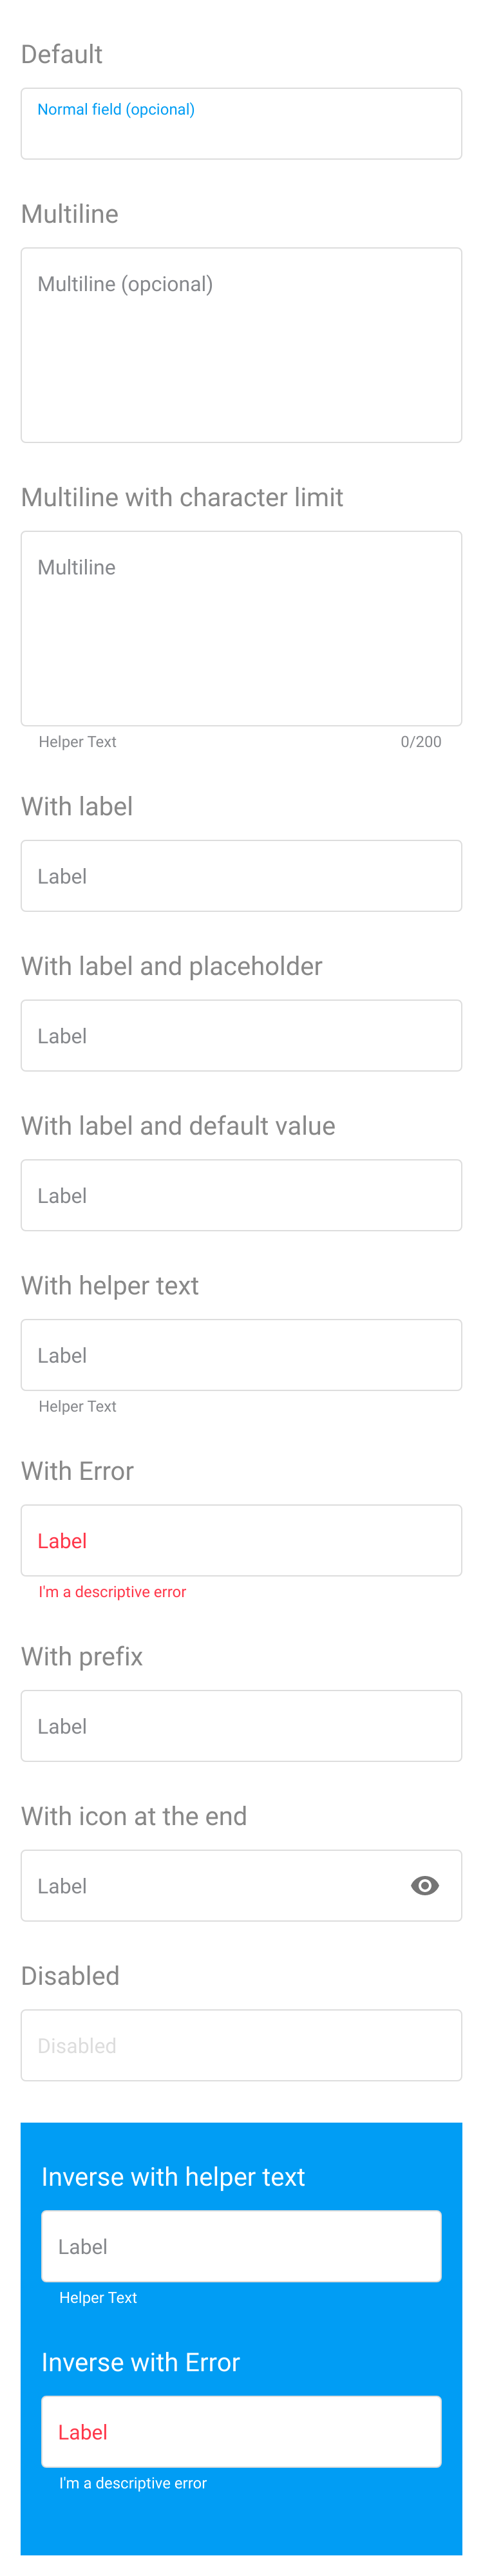 Default
Normal field (opcional)
Multiline
Multiline (opcional)
Multiline with character limit
Multiline
Helper Text 0/200
With label
Label
With label and placeholder
Label
With label and default value
Label
With helper text
Label
Helper Text
With Error
Label
I'm a descriptive error
With prefix
Label
With icon at the end
Label
Disabled
Disabled
Inverse with helper text
Label
Helper Text
Inverse with Error
Label
I'm a descriptive error